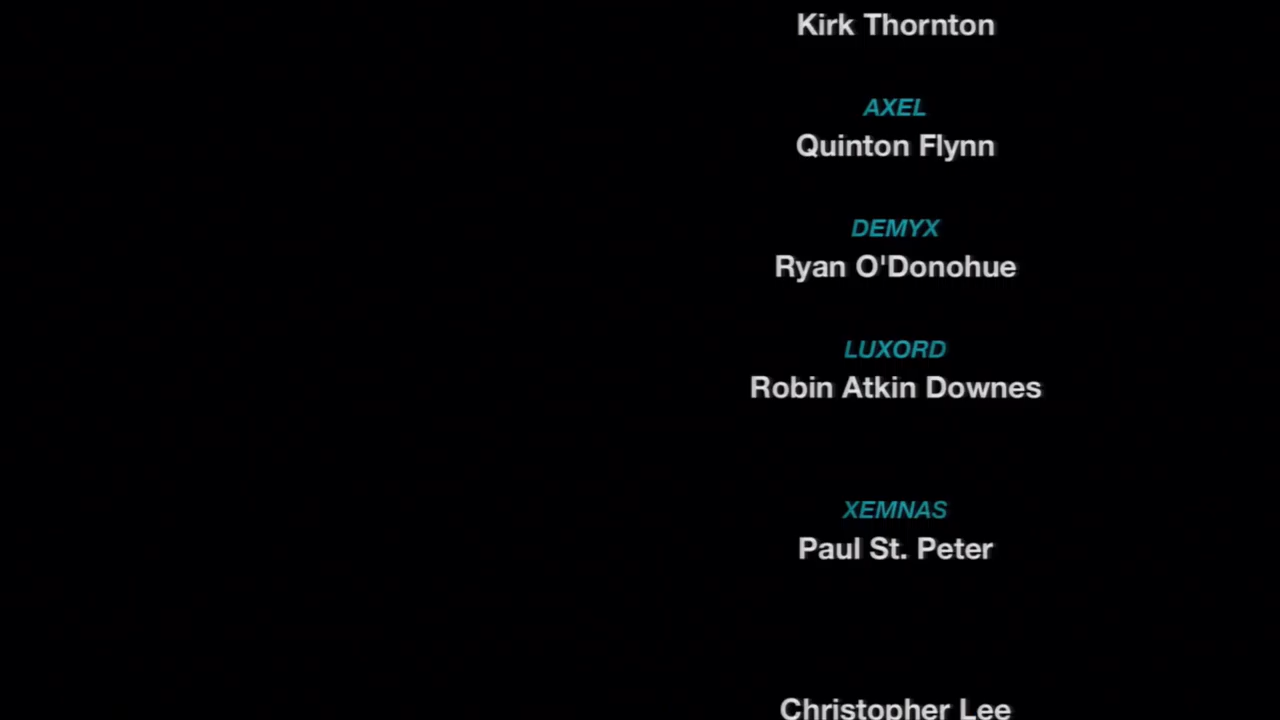 Kirk Thornton
AXEL
Quinton Flynn
DEMYX
Ryan O'Donohue
LUXORD
Robin Atkin Downes
XEMNAS
Paul St. Peter
Christopher Lee